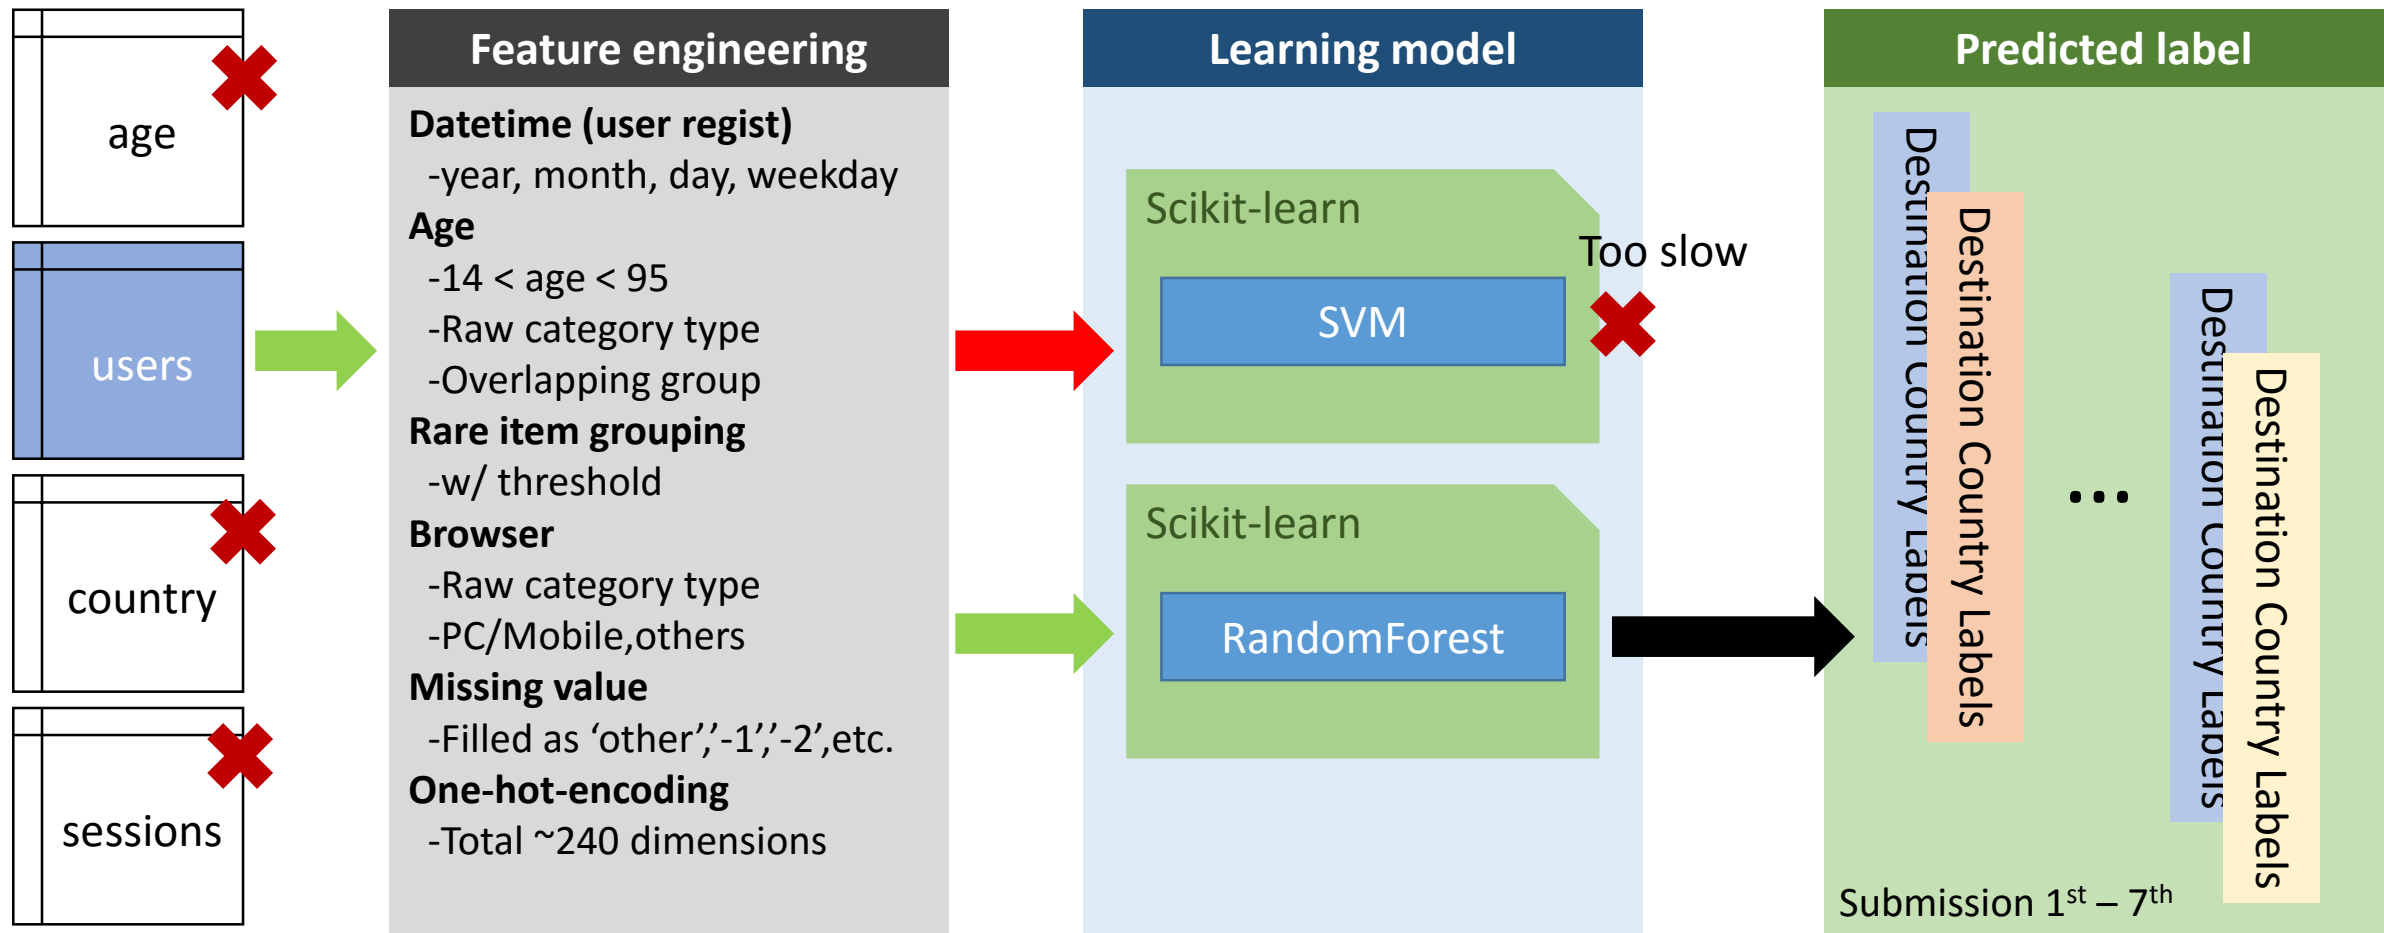 age
users
country
sessions
Feature engineering
Datetime (user regist)
-year, month, day, weekday
Age
-14 < age < 95
-Raw category type
-Overlapping group
Rare item grouping
-w/ threshold
Browser
-Raw category type
-PC/Mobile,others
Missing value
-Filled as ‘other’,’-1’,’-2’,etc.
One-hot-encoding
-Total ~240 dimensions
Learning model
Scikit-learn
Too slow
SVM
Scikit-learn
RandomForest
Predicted label
Destination Country Labels
Destination Country Labels
...
Destination Country Labels
Destination Country Labels
Submission 1st – 7th